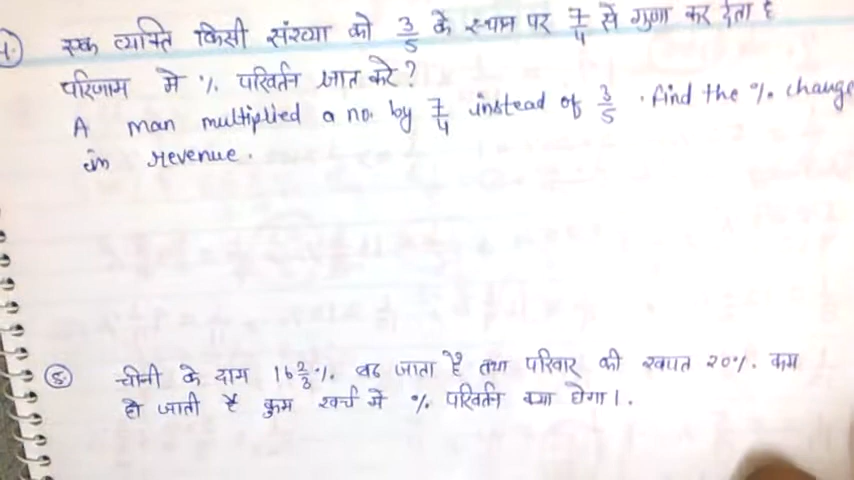 4. एक व्यक्ति किसी संख्या को 3/5 के स्थान पर 7/4 से गुणा कर देता है
परिणाम में % परिवर्तन ज्ञात करे?
A man multiplied a no. by 7/4 instead of 3/5. find the % change
in revenue.
5. चीनी के दाम 16 2/3 % बढ जाता है तथा परिवार की खपत 20% कम
हो जाती है कुल खर्च में % परिवर्तन क्या होगा।.